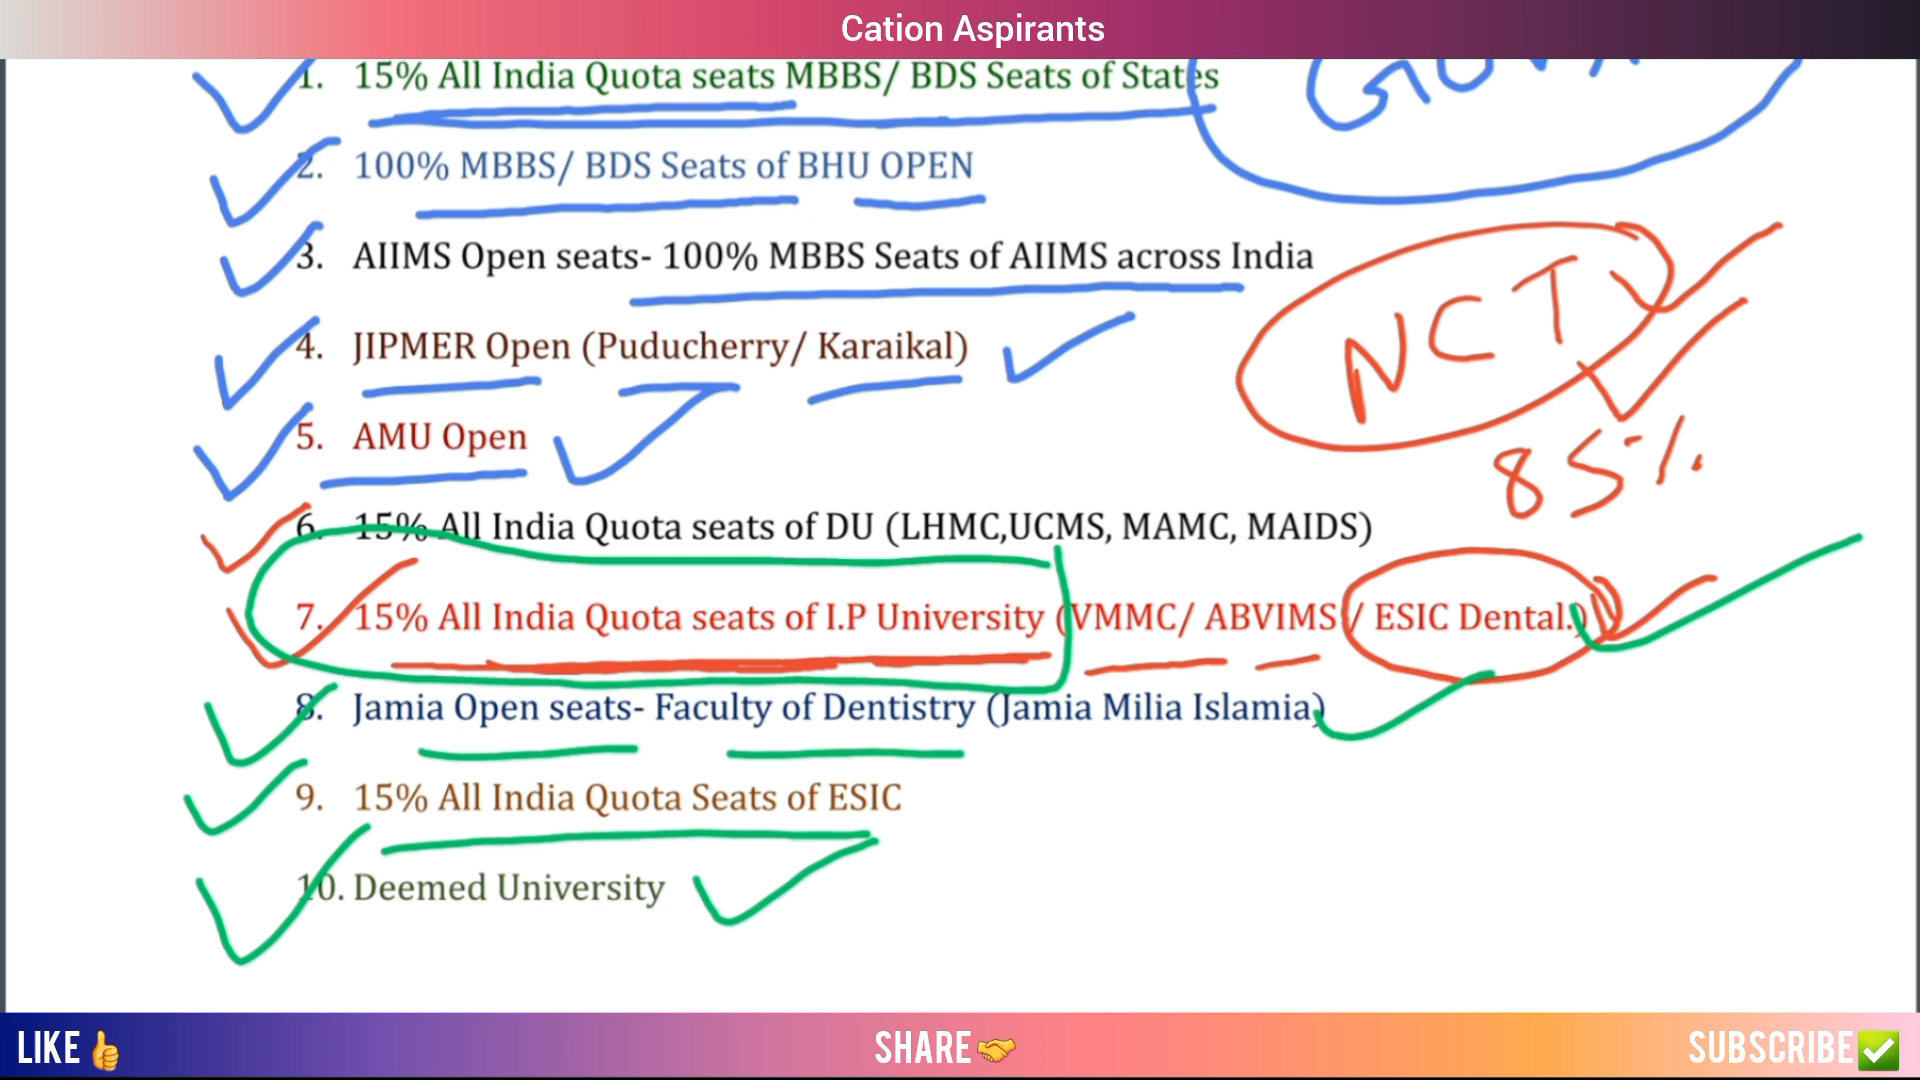 Cation Aspirants
1. 15% All India Quota seats MBBS/ BDS Seats of States
2. 100% MBBS/ BDS Seats of BHU OPEN
3. AIIMS Open seats- 100% MBBS Seats of AIIMS across India
NCT
4. JIPMER Open (Puducherry/ Karaikal)
5. AMU Open
85%
6. 15% All India Quota seats of DU (LHMC,UCMS, MAMC, MAIDS)
7. 15% All India Quota seats of I.P University (VMMC/ ABVIMS / ESIC Dental.)
8. Jamia Open seats- Faculty of Dentistry (Jamia Milia Islamia)
9. 15% All India Quota Seats of ESIC
10. Deemed University
LIKE SHARE SUBSCRIBE